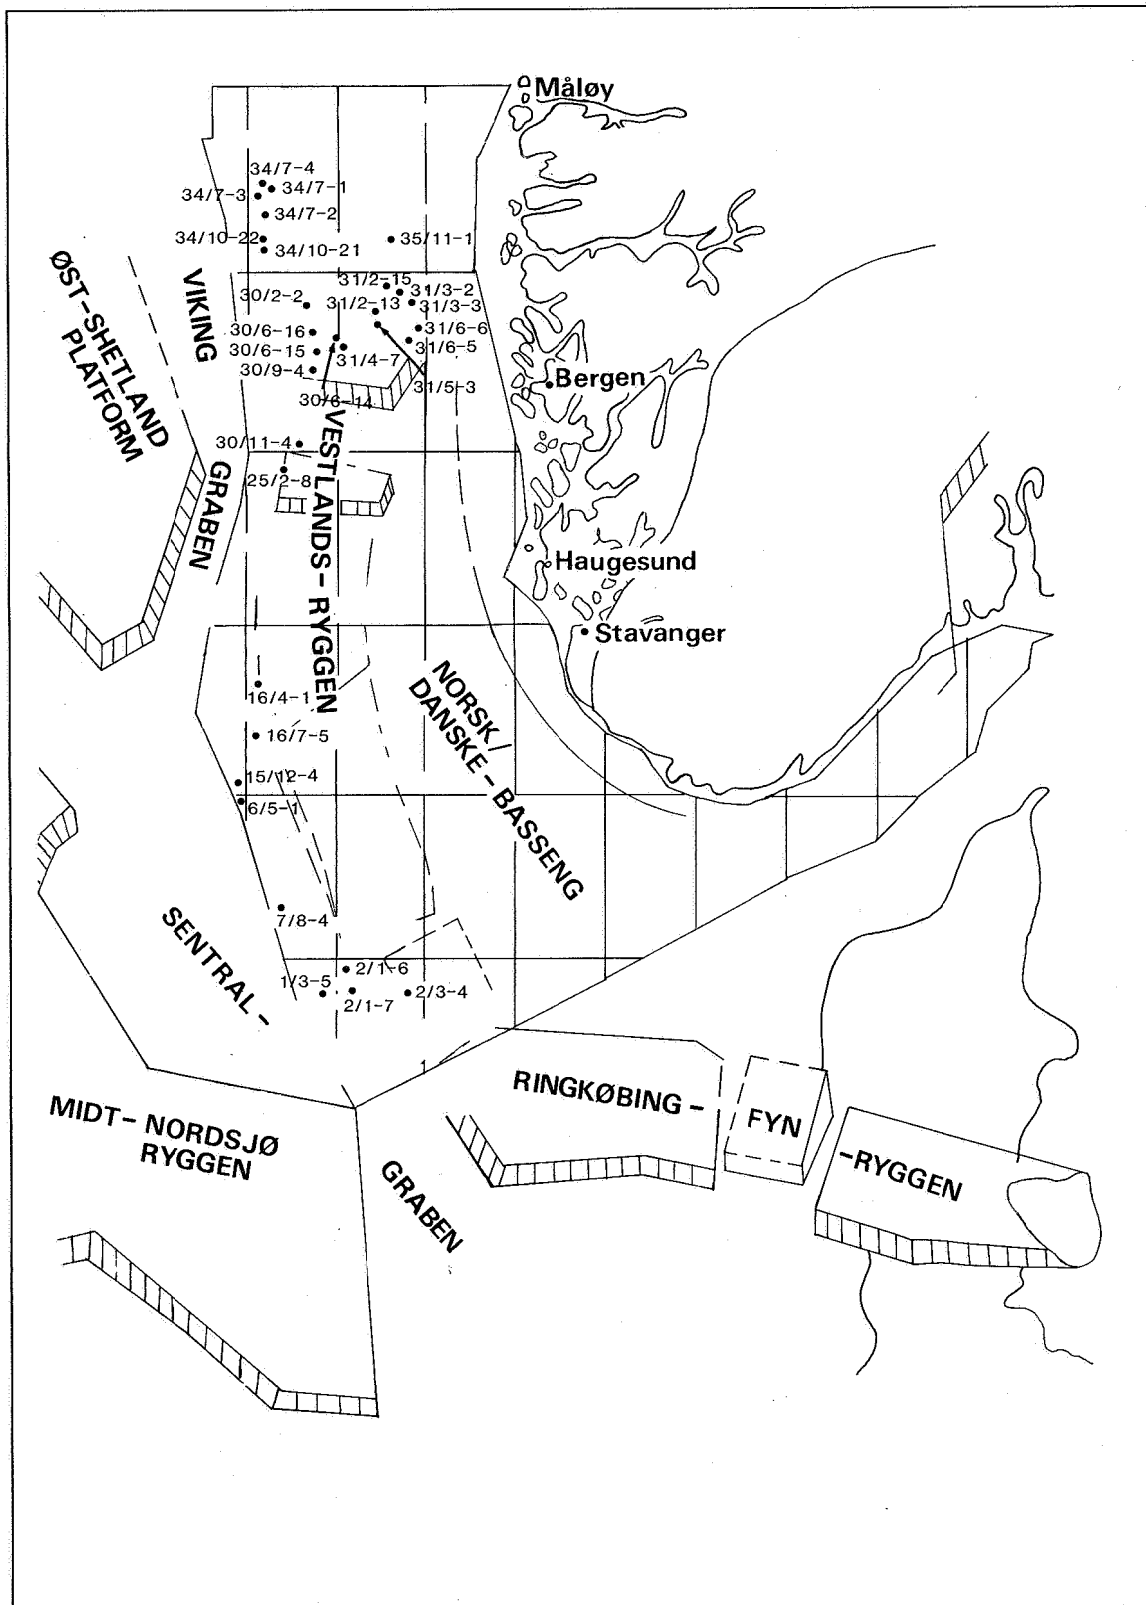 Måløy
34/7-4
34/7-3
34/7-1
34/7-2
34/10-22
34/10-21
35/11-1
ØST-SHETLAND
PLATFORM
VIKING
GRABEN
31/2-15
31/3-2
30/2-2
31/2-13
31/3-3
30/6-16
31/6-6
30/6-15
31/4-7
31/6-5
30/9-4
31/5-3
30/6-14
Bergen
30/11-4
25/2-8
VESTLANDS-RYGGEN
Haugesund
Stavanger
16/4-1
16/7-5
NORSK/
DANSKE-BASSENG
15/12-4
6/5-1
7/8-4
SENTRAL-
2/1-6
1/3-5
2/1-7
2/3-4
RINGKØBING-
FYN
-RYGGEN
MIDT-NORDSJØ
RYGGEN
GRABEN